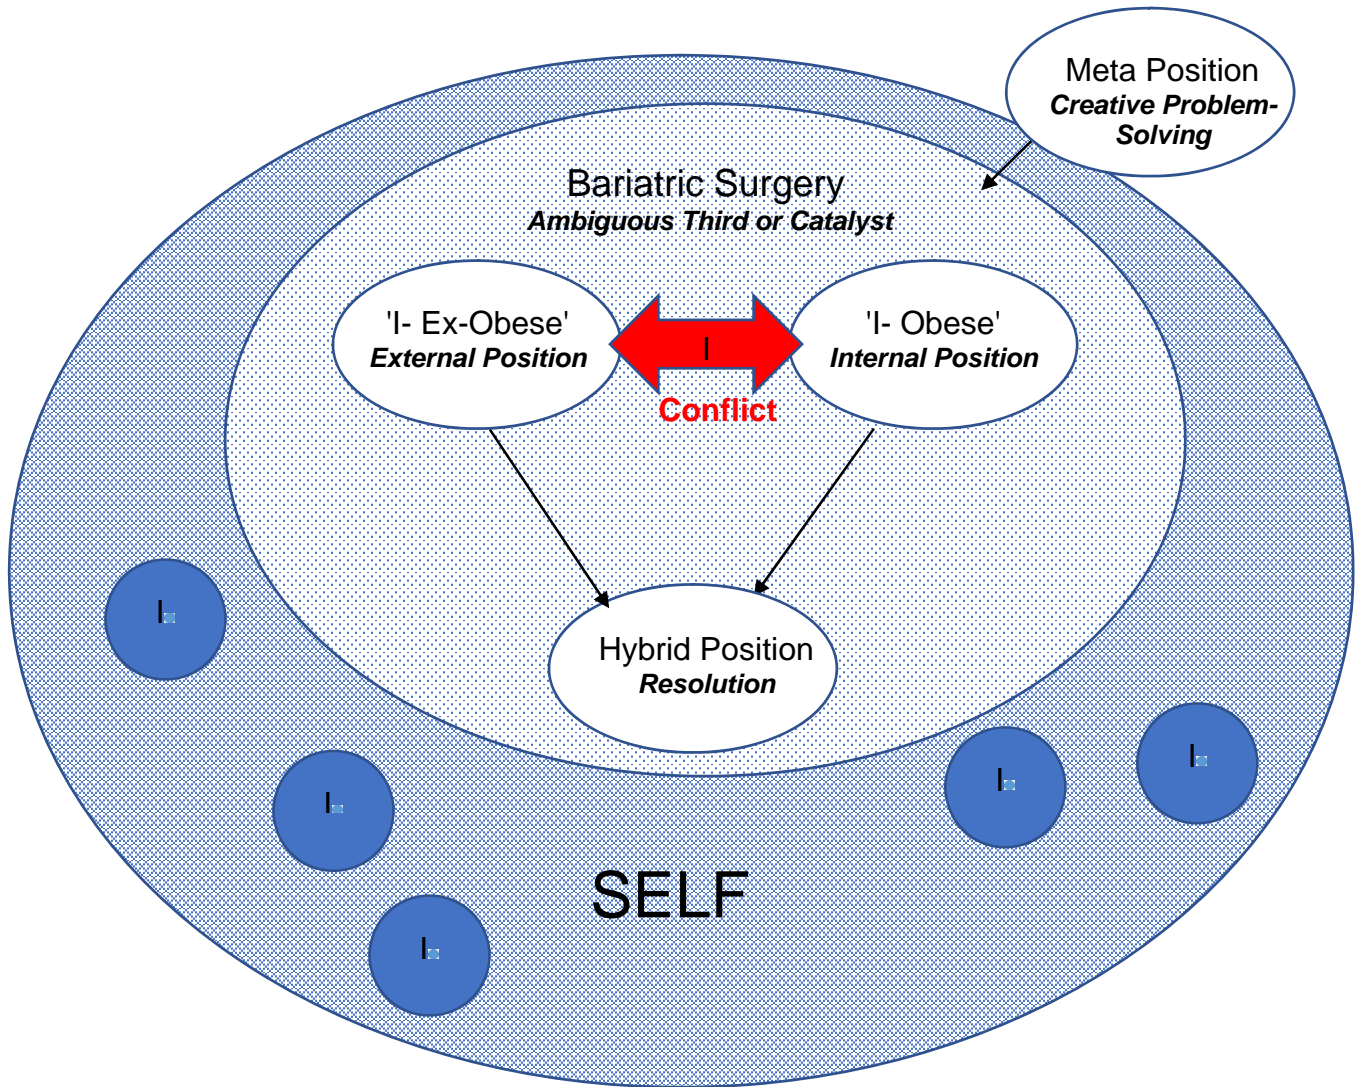 Meta Position
Creative Problem-
Solving
Bariatric Surgery
Ambiguous Third or Catalyst
'I- Ex-Obese'
External Position
I
'I- Obese'
Internal Position
Conflict
Hybrid Position
Resolution
I-
I-
I-
I-
I-
SELF